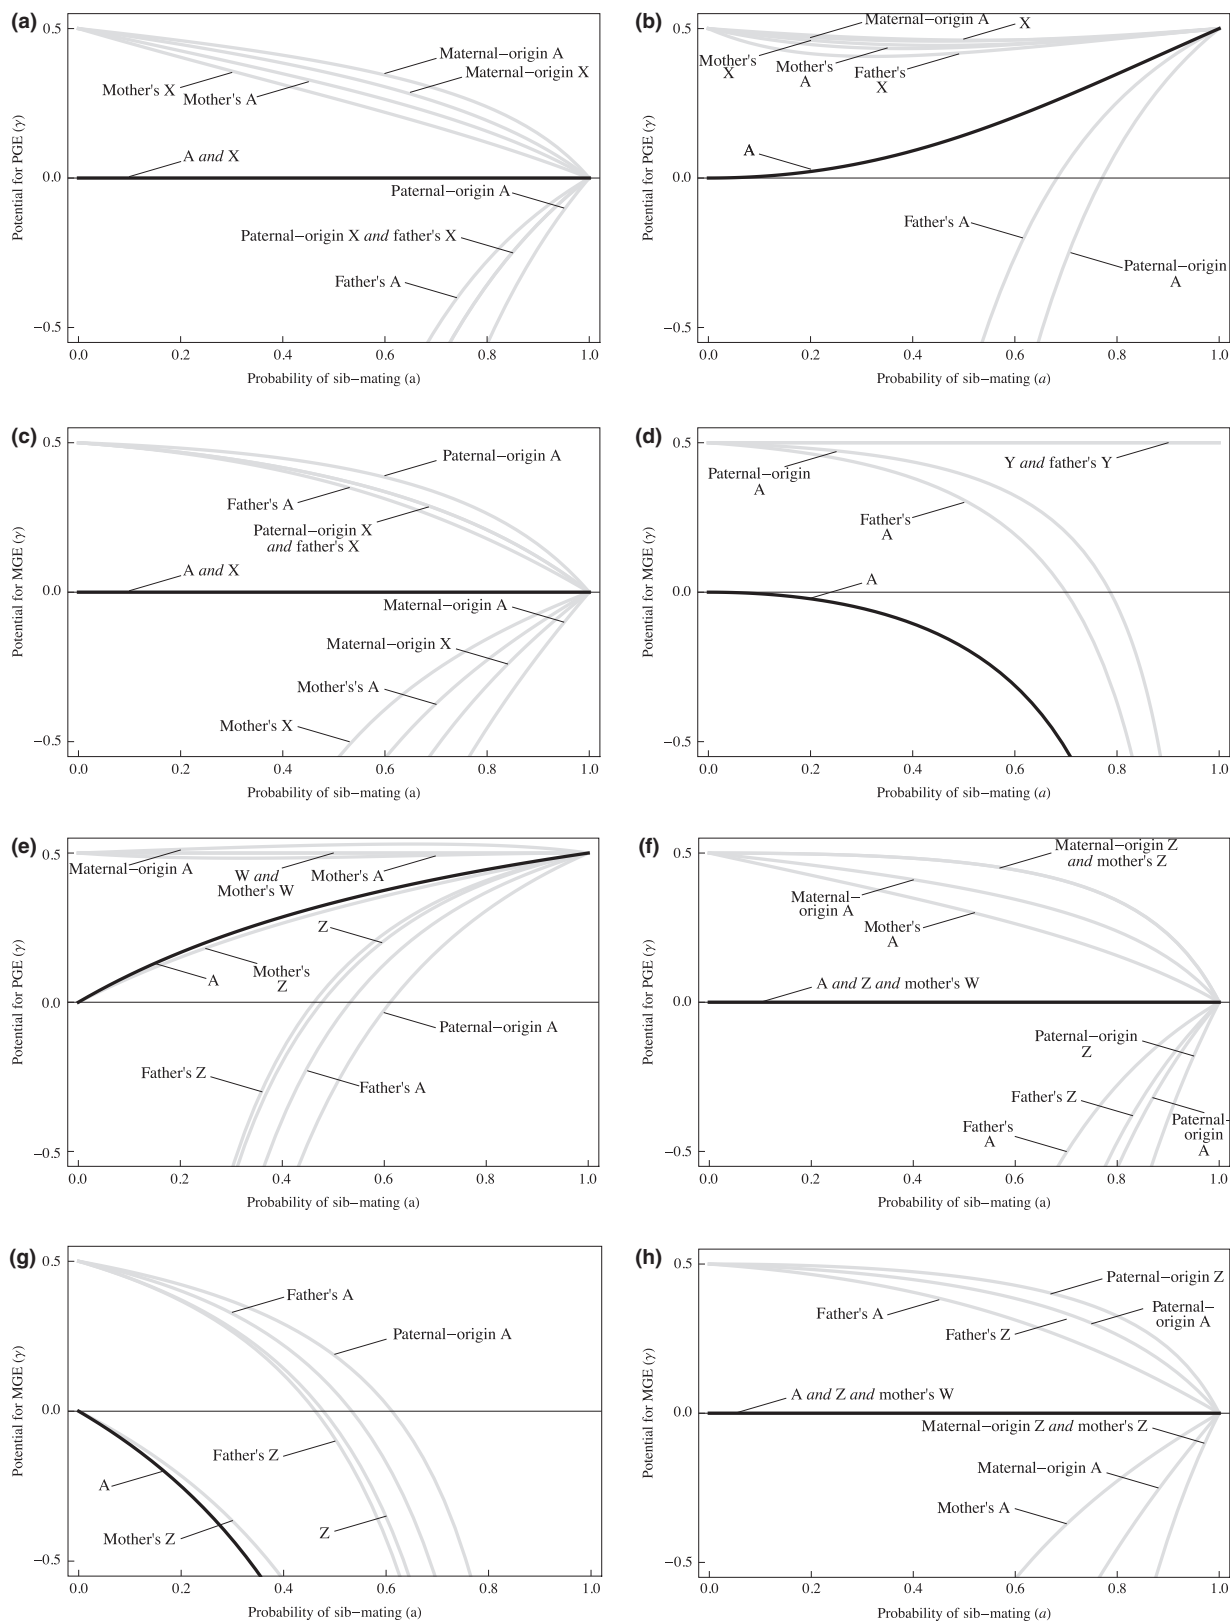 (a)
0.5
0.0
−0.5
Potential for PGE (γ)
Maternal−origin A
Maternal−origin X
Mother's X
Mother's A
A and X
Paternal−origin A
Paternal−origin X and father's X
Father's A
0.0 0.2 0.4 0.6 0.8 1.0
Probability of sib−mating (a)
(b)
0.5
0.0
−0.5
Potential for PGE (γ)
Maternal−origin A
X
Mother's
X
Mother's
A
Father's
X
A
Father's A
Paternal−origin
A
0.0 0.2 0.4 0.6 0.8 1.0
Probability of sib−mating (a)
(c)
0.5
0.0
−0.5
Potential for MGE (γ)
Paternal−origin A
Father's A
Paternal−origin X
and father's X
A and X
Maternal−origin A
Maternal−origin X
Mother's's A
Mother's X
0.0 0.2 0.4 0.6 0.8 1.0
Probability of sib−mating (a)
(d)
0.5
0.0
−0.5
Potential for MGE (γ)
Y and father's Y
Paternal−origin
A
Father's
A
A
0.0 0.2 0.4 0.6 0.8 1.0
Probability of sib−mating (a)
(e)
0.5
0.0
−0.5
Potential for PGE (γ)
Maternal−origin A
W and
Mother's W
Mother's A
Z
Mother's
Z
A
Paternal−origin A
Father's Z
Father's A
0.0 0.2 0.4 0.6 0.8 1.0
Probability of sib−mating (a)
(f)
0.5
0.0
−0.5
Potential for PGE (γ)
Maternal−origin Z
and mother's Z
Maternal−
origin A
Mother's
A
A and Z and mother's W
Paternal−origin
Z
Father's Z
Father's
A
Paternal−
origin
A
0.0 0.2 0.4 0.6 0.8 1.0
Probability of sib−mating (a)
(g)
0.5
0.0
−0.5
Potential for MGE (γ)
Father's A
Paternal−origin A
Father's Z
A
Mother's Z
Z
0.0 0.2 0.4 0.6 0.8 1.0
Probability of sib−mating (a)
(h)
0.5
0.0
−0.5
Potential for MGE (γ)
Paternal−origin Z
Paternal−
origin A
Father's A
Father's Z
A and Z and mother's W
Maternal−origin Z and mother's Z
Maternal−origin A
Mother's A
0.0 0.2 0.4 0.6 0.8 1.0
Probability of sib−mating (a)